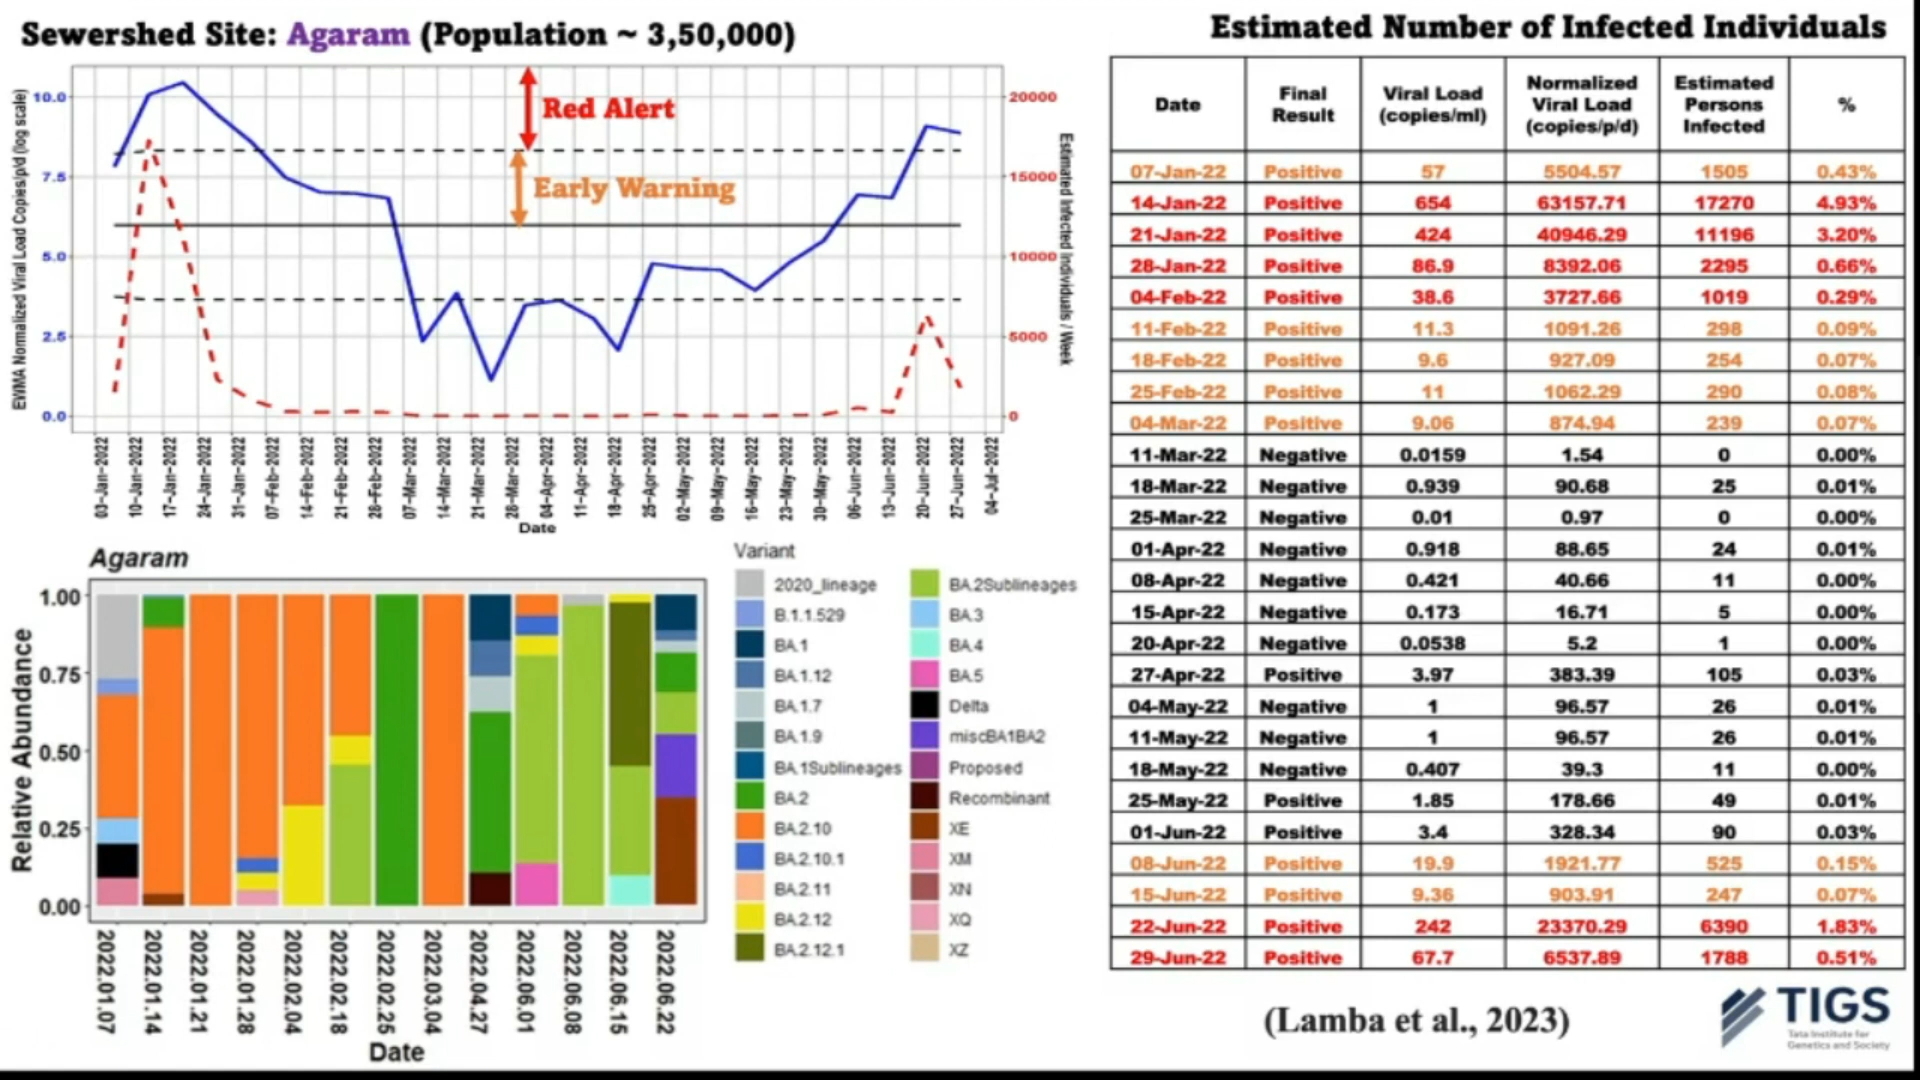 Sewershed Site: Agaram (Population ~ 3,50,000)
EWMA Normalized Viral Load Copies/p/d (log scale)
10.0
7.5
5.0
2.5
0.0
Red Alert
Early Warning
20000
15000
10000
5000
0
Estimated Infected Individuals / Week
03-Jan-2022
10-Jan-2022
17-Jan-2022
24-Jan-2022
31-Jan-2022
07-Feb-2022
14-Feb-2022
21-Feb-2022
28-Feb-2022
07-Mar-2022
14-Mar-2022
21-Mar-2022
28-Mar-2022
04-Apr-2022
11-Apr-2022
18-Apr-2022
25-Apr-2022
02-May-2022
09-May-2022
16-May-2022
23-May-2022
30-May-2022
06-Jun-2022
13-Jun-2022
20-Jun-2022
27-Jun-2022
04-Jul-2022
Date
Agaram
Relative Abundance
1.00
0.75
0.50
0.25
0.00
2022.01.07
2022.01.14
2022.01.21
2022.01.28
2022.02.04
2022.02.18
2022.02.25
2022.03.04
2022.04.27
2022.06.01
2022.06.08
2022.06.15
2022.06.22
Date
Variant
2020_lineage
B.1.1.529
BA.1
BA.1.12
BA.1.7
BA.1.9
BA.1Sublineages
BA.2
BA.2.10
BA.2.10.1
BA.2.11
BA.2.12
BA.2.12.1
BA.2Sublineages
BA.3
BA.4
BA.5
Delta
miscBA1BA2
Proposed
Recombinant
XE
XM
XN
XQ
XZ
Estimated Number of Infected Individuals
Date Final Result Viral Load (copies/ml) Normalized Viral Load (copies/p/d) Estimated Persons Infected %
07-Jan-22 Positive 57 5504.57 1505 0.43%
14-Jan-22 Positive 654 63157.71 17270 4.93%
21-Jan-22 Positive 424 40946.29 11196 3.20%
28-Jan-22 Positive 86.9 8392.06 2295 0.66%
04-Feb-22 Positive 38.6 3727.66 1019 0.29%
11-Feb-22 Positive 11.3 1091.26 298 0.09%
18-Feb-22 Positive 9.6 927.09 254 0.07%
25-Feb-22 Positive 11 1062.29 290 0.08%
04-Mar-22 Positive 9.06 874.94 239 0.07%
11-Mar-22 Negative 0.0159 1.54 0 0.00%
18-Mar-22 Negative 0.939 90.68 25 0.01%
25-Mar-22 Negative 0.01 0.97 0 0.00%
01-Apr-22 Negative 0.918 88.65 24 0.01%
08-Apr-22 Negative 0.421 40.66 11 0.00%
15-Apr-22 Negative 0.173 16.71 5 0.00%
20-Apr-22 Negative 0.0538 5.2 1 0.00%
27-Apr-22 Positive 3.97 383.39 105 0.03%
04-May-22 Negative 1 96.57 26 0.01%
11-May-22 Negative 1 96.57 26 0.01%
18-May-22 Negative 0.407 39.3 11 0.00%
25-May-22 Positive 1.85 178.66 49 0.01%
01-Jun-22 Positive 3.4 328.34 90 0.03%
08-Jun-22 Positive 19.9 1921.77 525 0.15%
15-Jun-22 Positive 9.36 903.91 247 0.07%
22-Jun-22 Positive 242 23370.29 6390 1.83%
29-Jun-22 Positive 67.7 6537.89 1788 0.51%
(Lamba et al., 2023)
TIGS
Tata Institute for
Genetics and Society